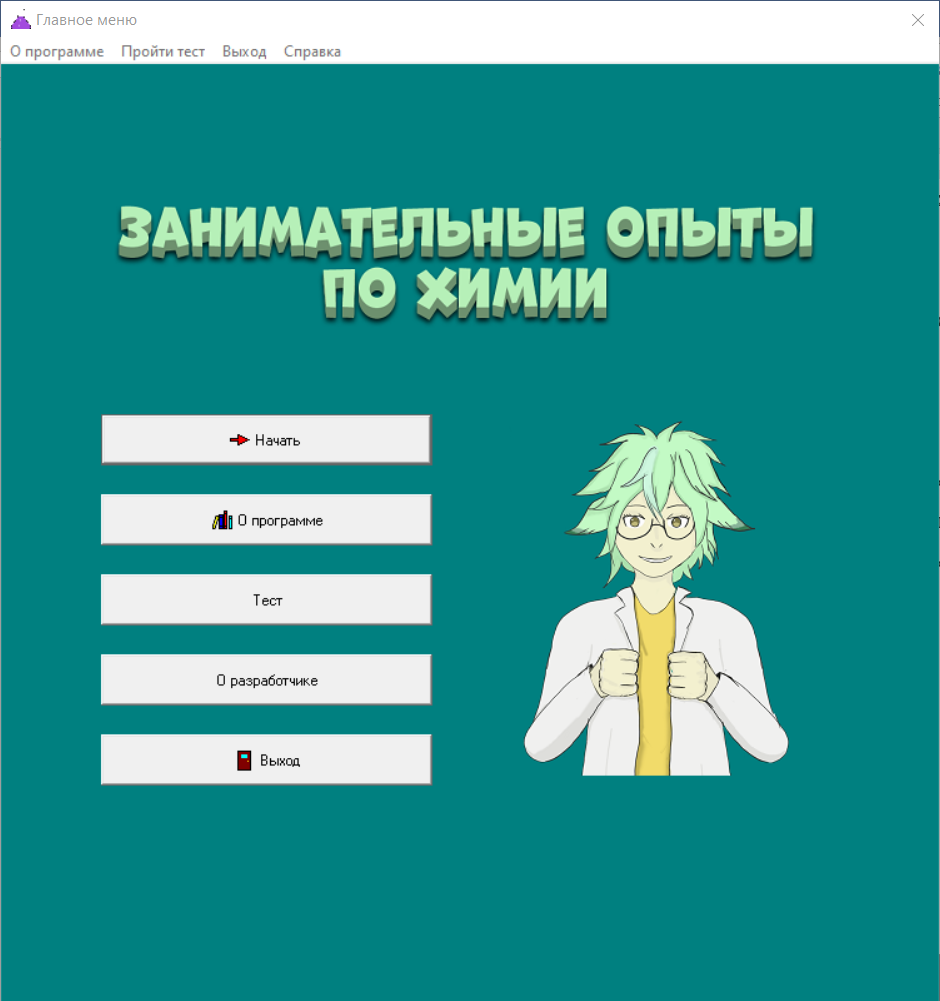 Главное меню
О программе Пройти тест Выход Справка
ЗАНИМАТЕЛЬНЫЕ ОПЫТЫ
ПО ХИМИИ
Начать
О программе
Тест
О разработчике
Выход